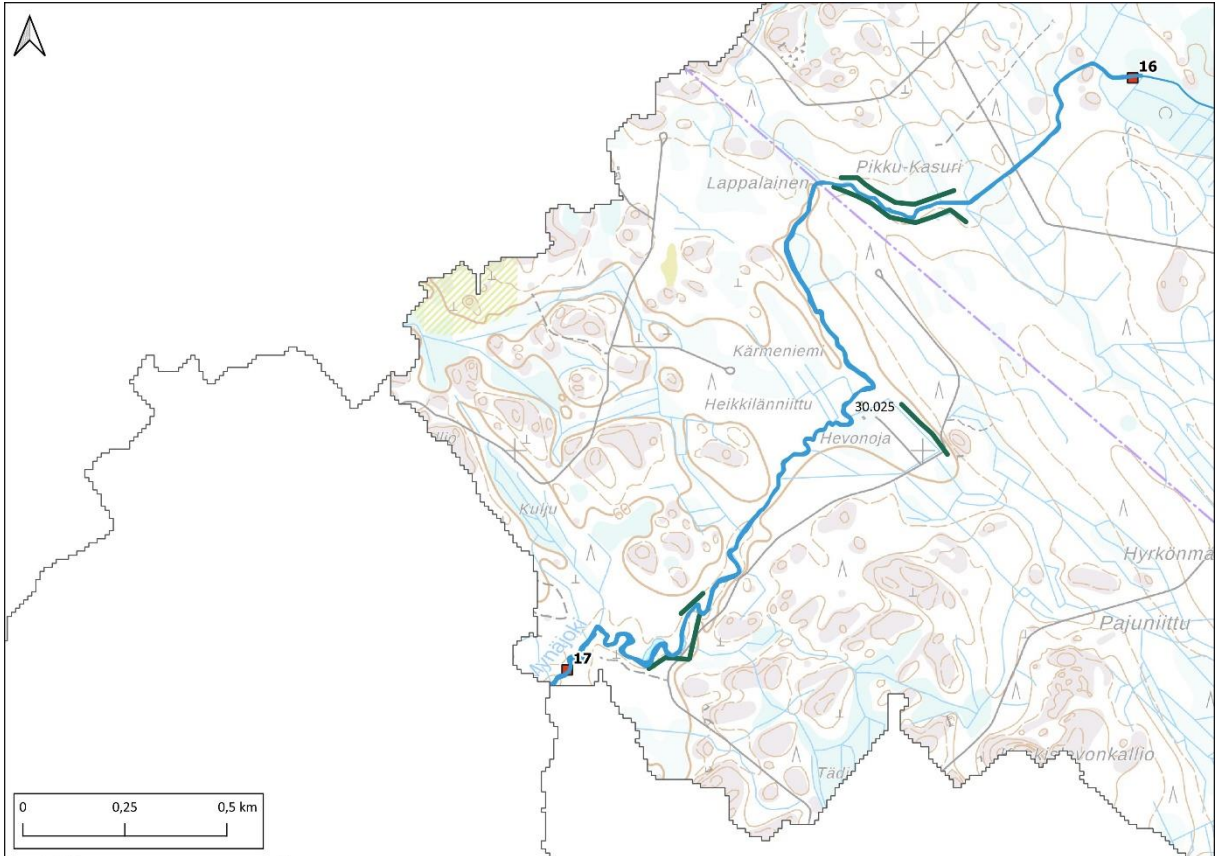 16
Pikku-Kasuri
Lappalainen
Kärmeniemi
Heikkilänniittu
30.025
Hevonoja
Kulju
60
Hyrkönmä
Pajuniittu
17
0 0,25 0,5 km